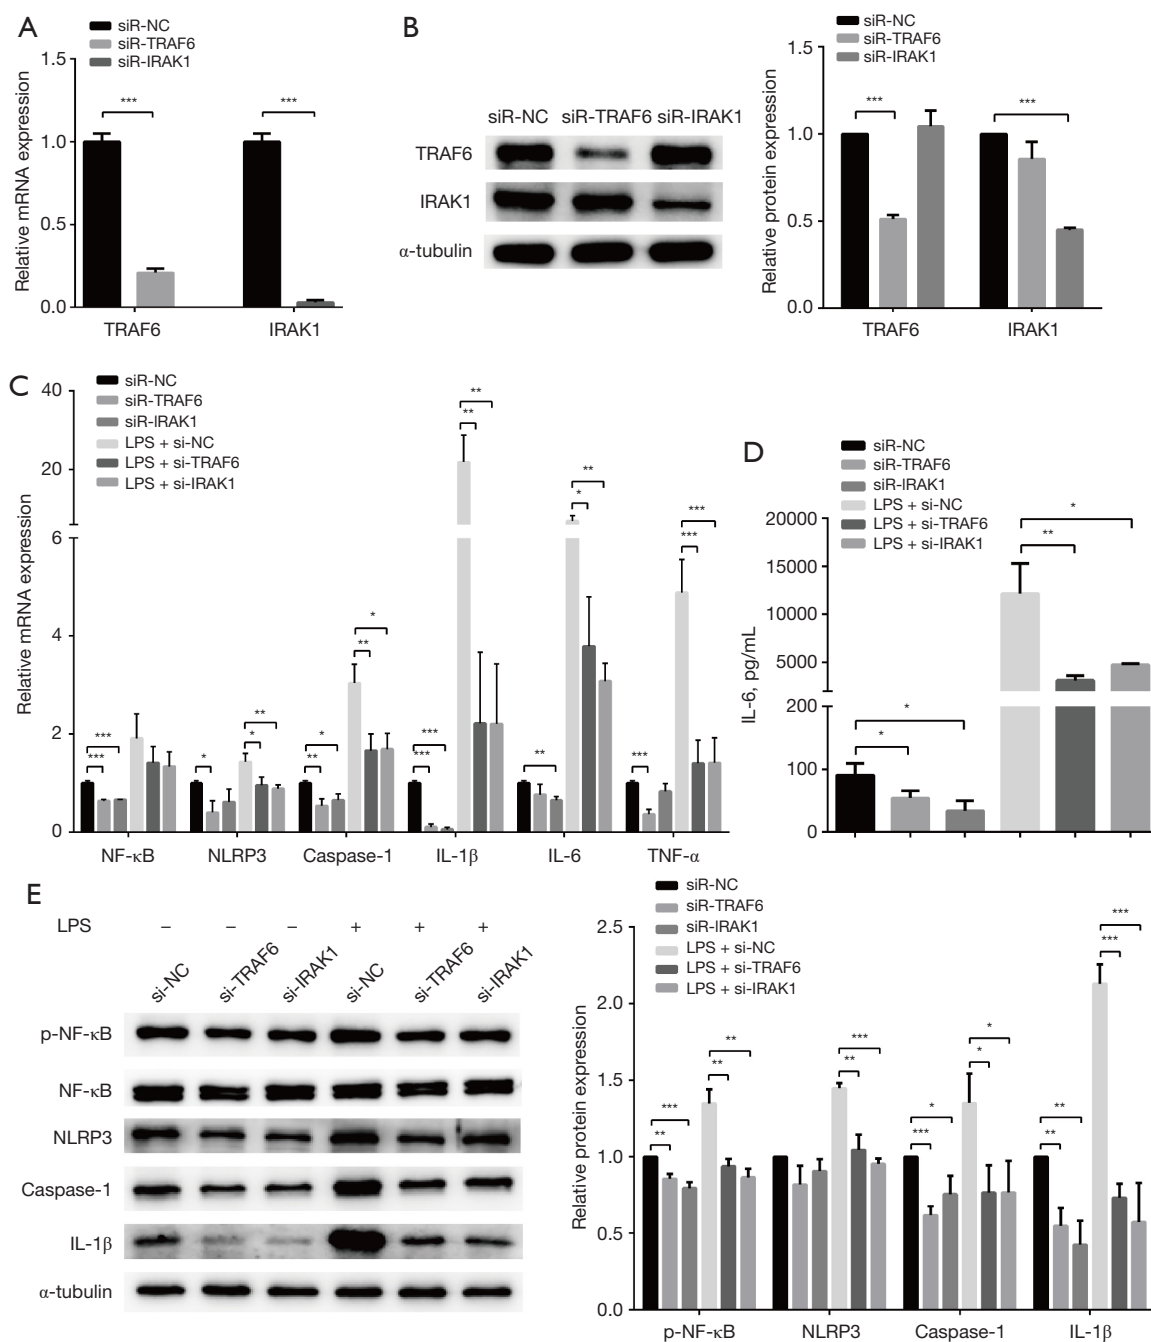 A
siR-NC
siR-TRAF6
siR-IRAK1
Relative mRNA expression
1.5
1.0
0.5
0.0
***
***
TRAF6
IRAK1
B
siR-NC siR-TRAF6 siR-IRAK1
TRAF6
IRAK1
α-tubulin
siR-NC
siR-TRAF6
siR-IRAK1
Relative protein expression
1.5
1.0
0.5
0.0
***
***
TRAF6
IRAK1
C
siR-NC
siR-TRAF6
siR-IRAK1
LPS + si-NC
LPS + si-TRAF6
LPS + si-IRAK1
Relative mRNA expression
40
20
6
4
2
0
***
***
*
**
*
*
**
*
**
***
***
**
**
**
**
*
***
***
***
NF-κB
NLRP3
Caspase-1
IL-1β
IL-6
TNF-α
D
siR-NC
siR-TRAF6
siR-IRAK1
LPS + si-NC
LPS + si-TRAF6
LPS + si-IRAK1
IL-6, pg/mL
20000
15000
10000
5000
200
100
0
*
*
*
**
E
LPS – – – + + +
si-NC si-TRAF6 si-IRAK1 si-NC si-TRAF6 si-IRAK1
p-NF-κB
NF-κB
NLRP3
Caspase-1
IL-1β
α-tubulin
siR-NC
siR-TRAF6
siR-IRAK1
LPS + si-NC
LPS + si-TRAF6
LPS + si-IRAK1
Relative protein expression
2.5
2.0
1.5
1.0
0.5
0.0
***
**
**
**
***
**
*
***
*
*
**
**
***
***
p-NF-κB
NLRP3
Caspase-1
IL-1β